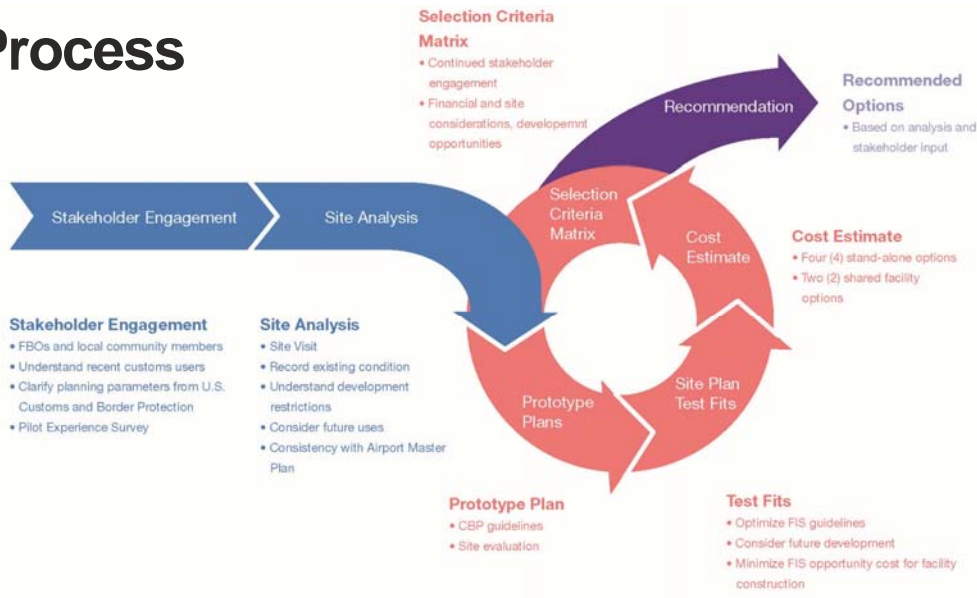 Process
Selection Criteria
Matrix
• Continued stakeholder
engagement
• Financial and site
considerations, developemnt
opportunities
Recommendation
Recommended
Options
• Based on analysis and
stakeholder input
Stakeholder Engagement
Site Analysis
Selection
Criteria
Matrix
Cost
Estimate
Cost Estimate
• Four (4) stand-alone options
• Two (2) shared facility
options
Stakeholder Engagement
• FBOs and local community members
• Understand recent customs users
• Clarify planning parameters from U.S.
Customs and Border Protection
• Pilot Experience Survey
Site Analysis
• Site Visit
• Record existing condition
• Understand development
restrictions
• Consider future uses
• Consistency with Airport Master
Plan
Prototype
Plans
Site Plan
Test Fits
Prototype Plan
• CBP guidelines
• Site evaluation
Test Fits
• Optimize FIS guidelines
• Consider future development
• Minimize FIS opportunity cost for facility
construction